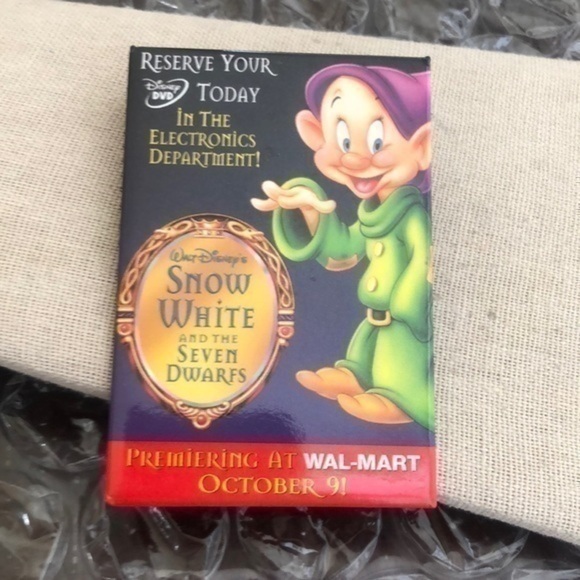 RESERVE YOUR
Disney DVD TODAY
IN THE
ELECTRONICS
DEPARTMENT!
Walt Disney's
SNOW
WHITE
AND THE
SEVEN
DWARFS
PREMIERING AT WAL-MART
OCTOBER 9!